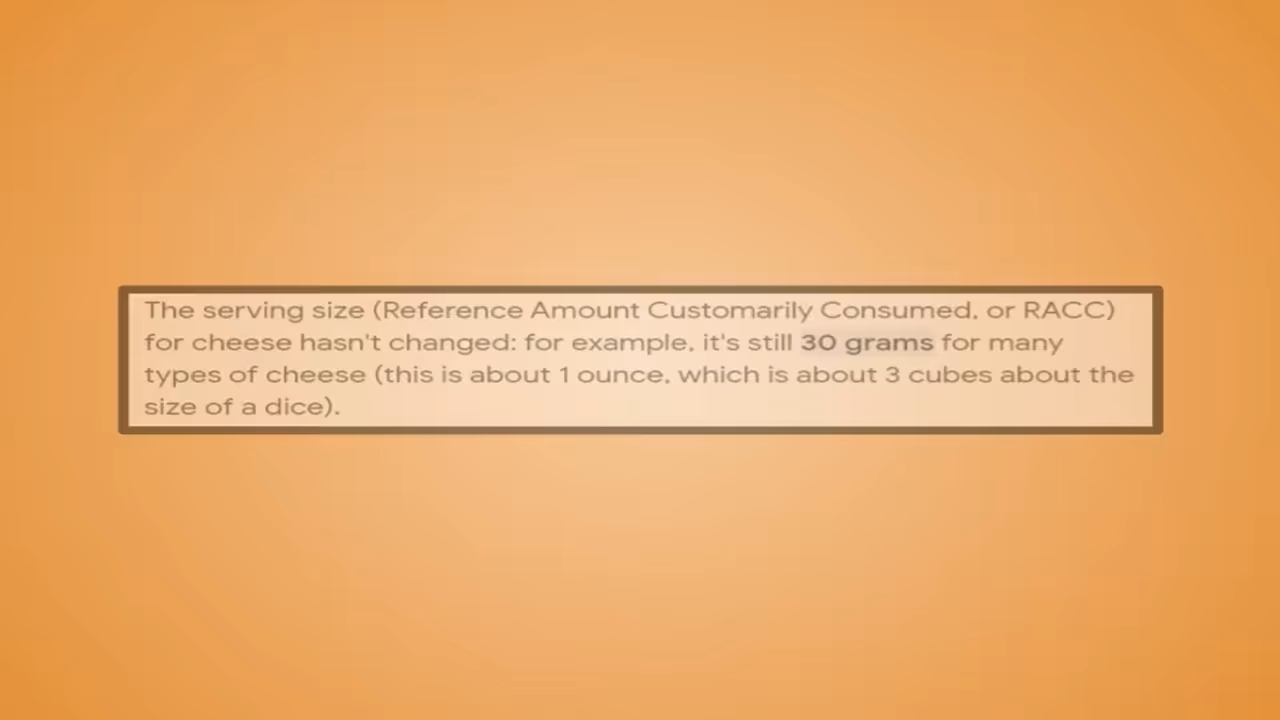 The serving size (Reference Amount Customarily Consumed, or RACC)
for cheese hasn't changed: for example, it's still 30 grams for many
types of cheese (this is about 1 ounce, which is about 3 cubes about the
size of a dice).